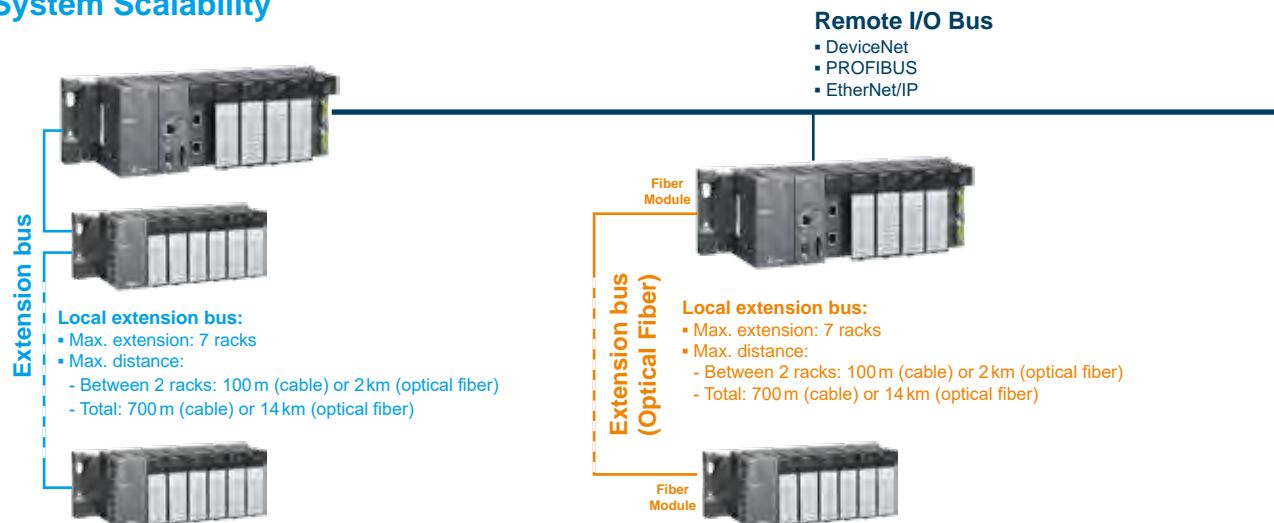 System Scalability
Remote I/O Bus
▪ DeviceNet
▪ PROFIBUS
▪ EtherNet/IP
Extension bus
Local extension bus:
▪ Max. extension: 7 racks
▪ Max. distance:
- Between 2 racks: 100 m (cable) or 2 km (optical fiber)
- Total: 700 m (cable) or 14 km (optical fiber)
Fiber
Module
Extension bus
(Optical Fiber)
Local extension bus:
▪ Max. extension: 7 racks
▪ Max. distance:
- Between 2 racks: 100 m (cable) or 2 km (optical fiber)
- Total: 700 m (cable) or 14 km (optical fiber)
Fiber
Module